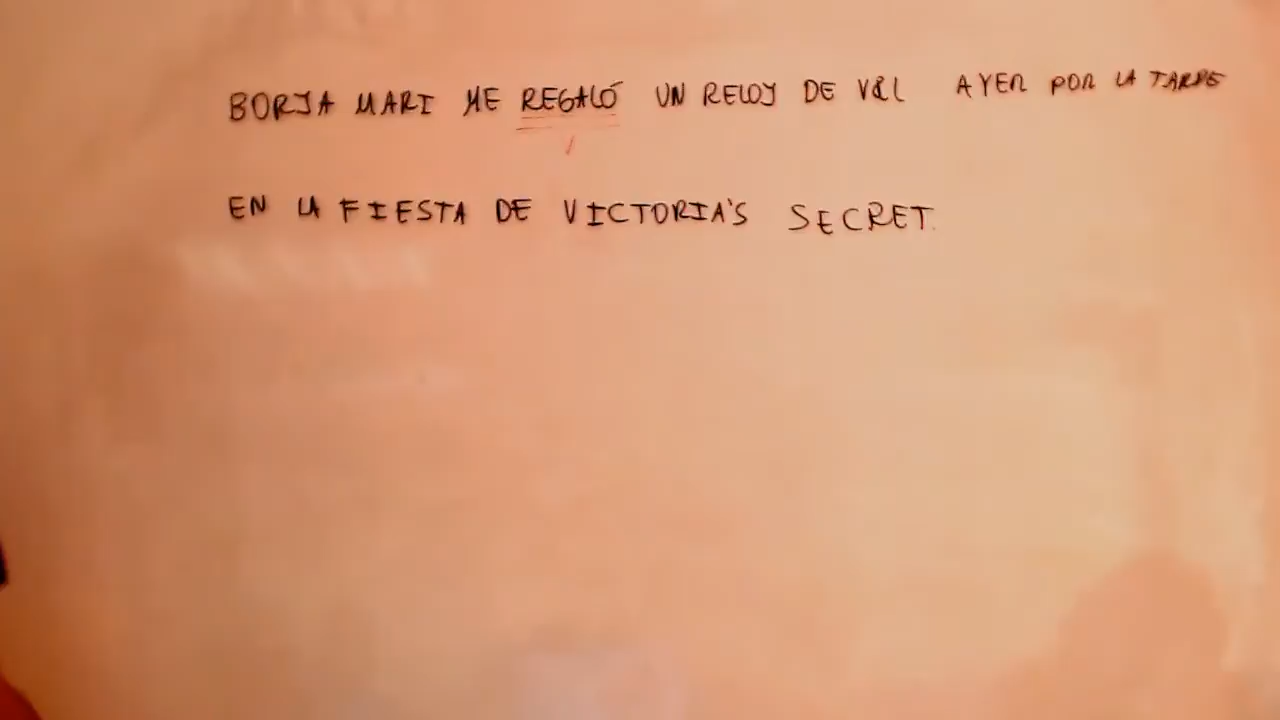 BORJA MARI ME REGALÓ UN RELOJ DE V&L AYER POR LA TARDE
EN LA FIESTA DE VICTORIA'S SECRET.